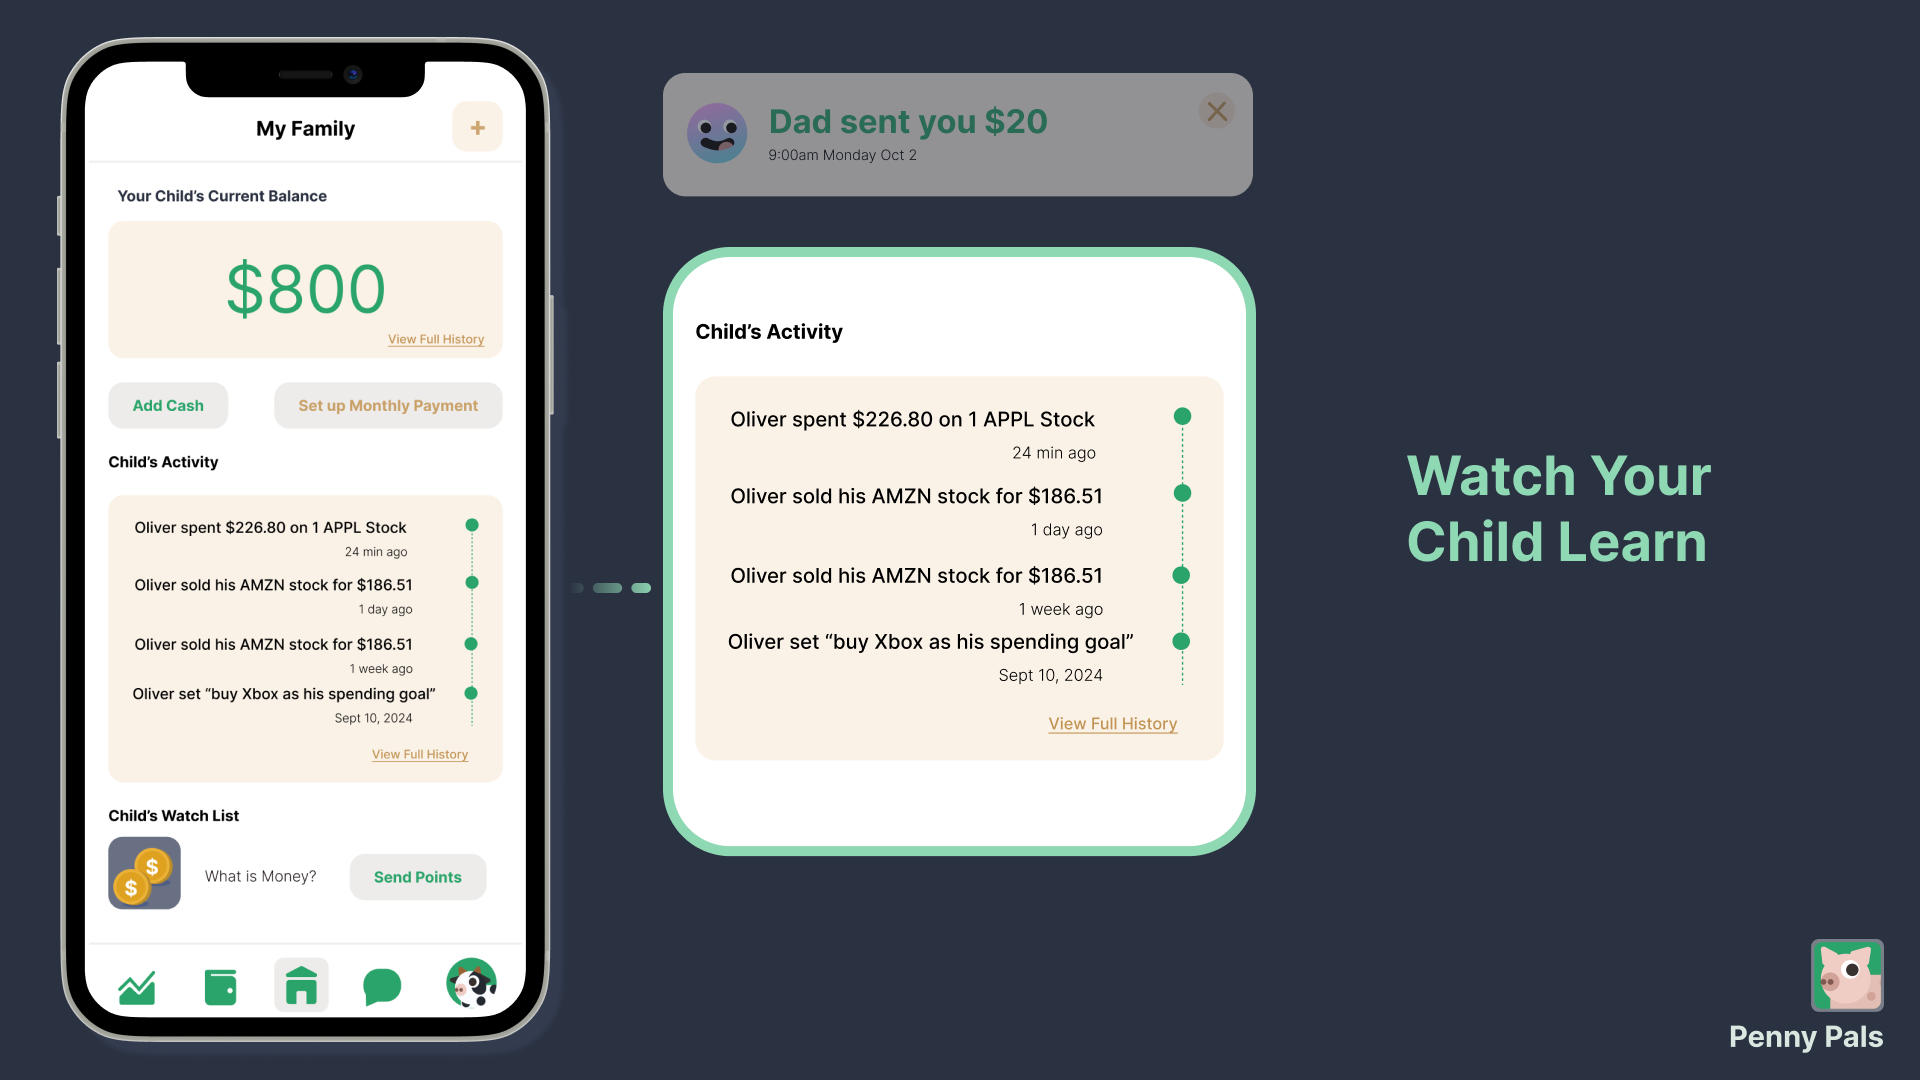 My Family
+
Your Child's Current Balance
$800
View Full History
Add Cash
Set up Monthly Payment
Child's Activity
Oliver spent $226.80 on 1 APPL Stock
24 min ago
Oliver sold his AMZN stock for $186.51
1 day ago
Oliver sold his AMZN stock for $186.51
1 week ago
Oliver set “buy Xbox as his spending goal”
Sept 10, 2024
View Full History
Child's Watch List
$
$
What is Money?
Send Points
Dad sent you $20
9:00am Monday Oct 2
Child's Activity
Oliver spent $226.80 on 1 APPL Stock
24 min ago
Oliver sold his AMZN stock for $186.51
1 day ago
Oliver sold his AMZN stock for $186.51
1 week ago
Oliver set “buy Xbox as his spending goal”
Sept 10, 2024
View Full History
Watch Your
Child Learn
Penny Pals